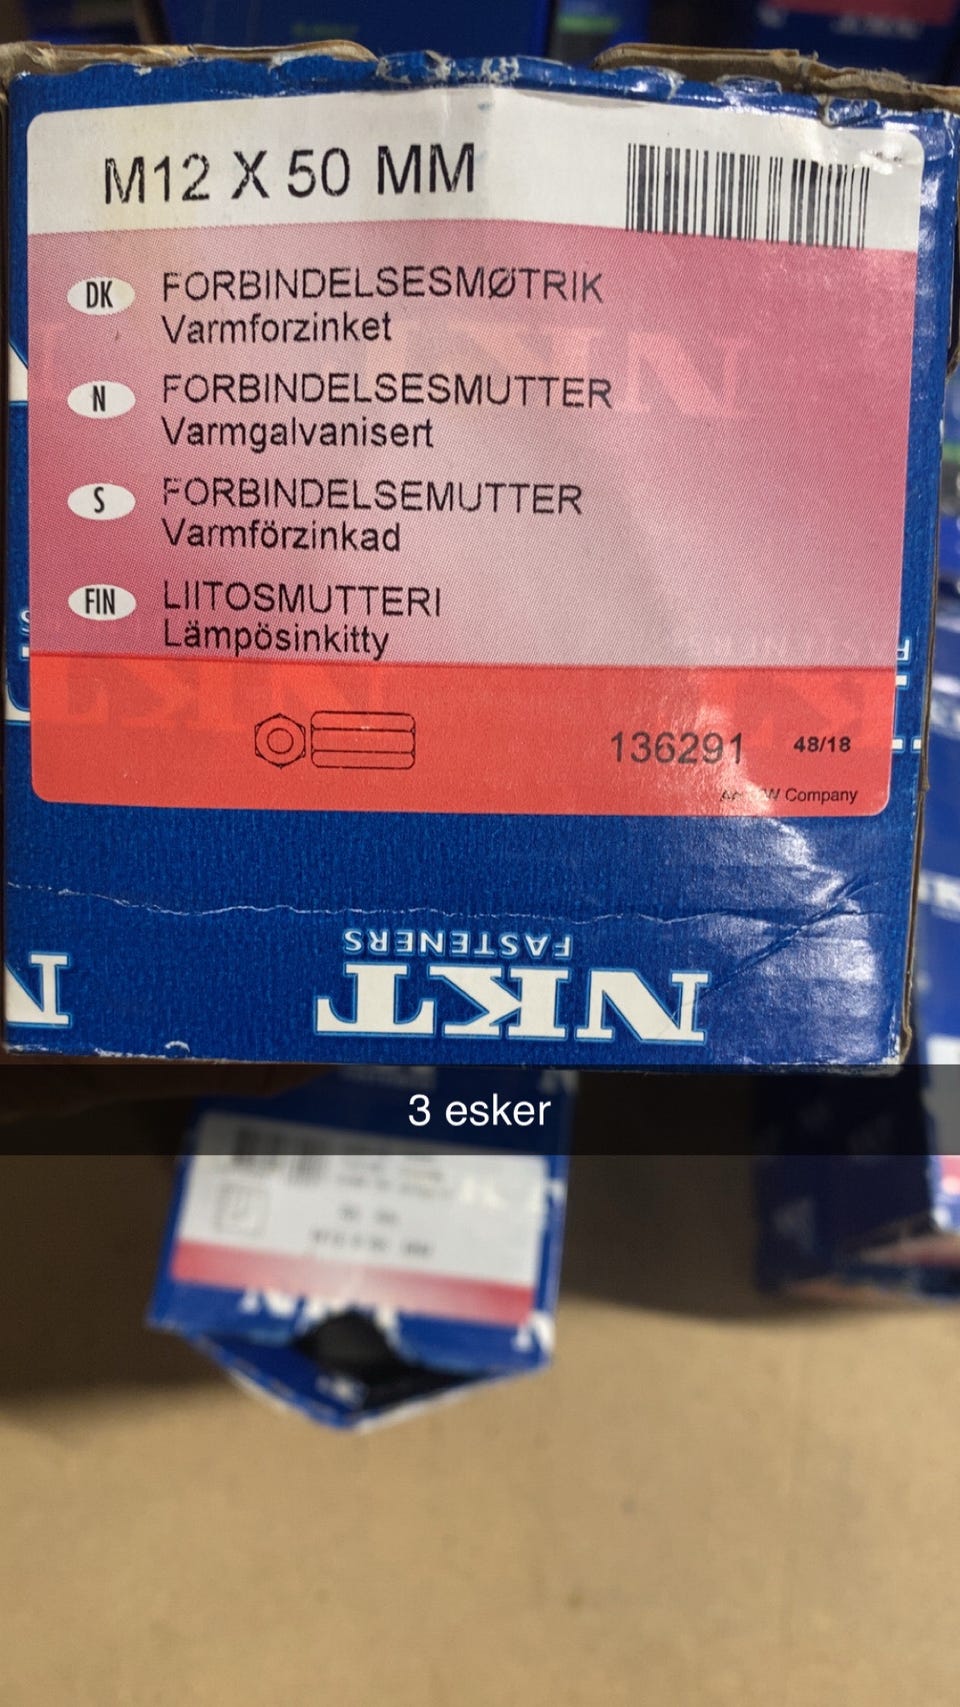 M12 X 50 MM
DK
FORBINDELSESMØTRIK
Varmforzinket
N
FORBINDELSESMUTTER
Varmgalvanisert
S
FORBINDELSEMUTTER
Varmförzinkad
FIN
LIITOSMUTTERI
Lämpösinkitty
136291 48/18
Company
NKT
FASTENERS
3 esker